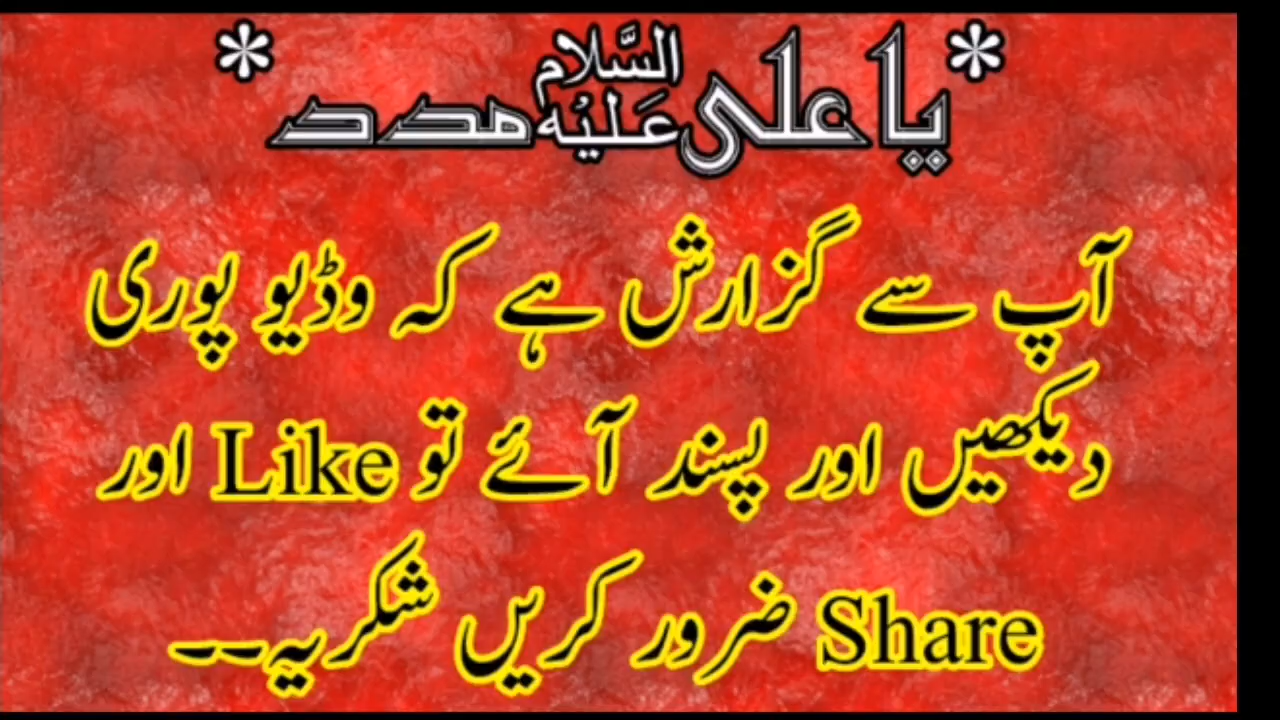 *یا علی علیہ السلام مدد*
آپ سے گزارش ہے کہ وڈیو پوری
دیکھیں اور پسند آئے تو Like اور
Share ضرور کریں شکریہ۔۔